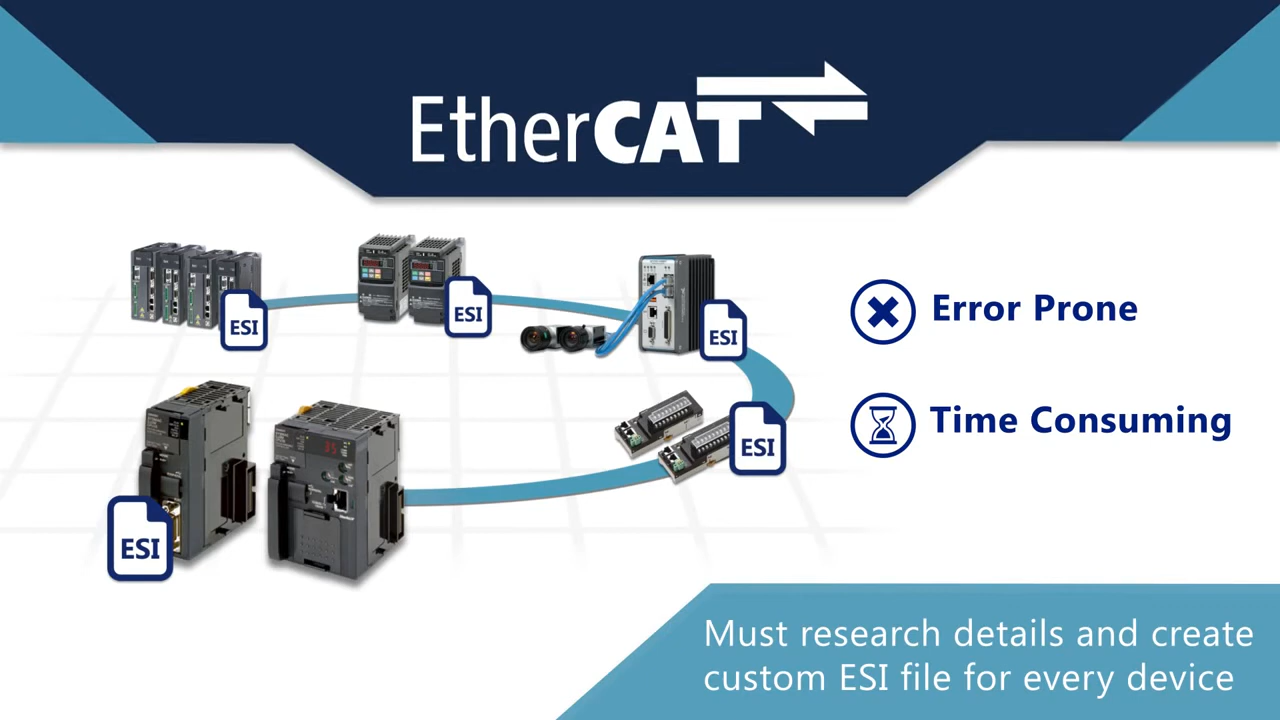 EtherCAT
ESI
ESI
ESI
ESI
ESI
Error Prone
Time Consuming
Must research details and create
custom ESI file for every device